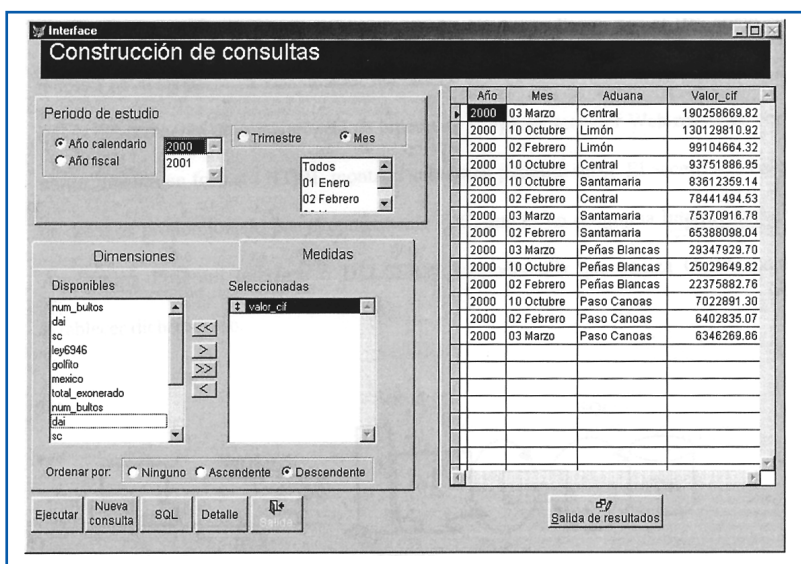 Interface
Construcción de consultas
Periodo de estudio
Año calendario
Año fiscal
2000
2001
Trimestre
Mes
Todos
01 Enero
02 Febrero
Dimensiones
Medidas
Disponibles
num_bultos
dai
sc
ley6946
golfito
mexico
total_exonerado
num_bultos
dai
sc
<<
>
>>
<
Seleccionadas
valor_cif
Ordenar por: Ninguno Ascendente Descendente
Ejecutar
Nueva consulta
SQL
Detalle
Salida
Año Mes Aduana Valor_cif
2000 03 Marzo Central 190258669.82
2000 10 Octubre Limón 130129810.92
2000 02 Febrero Limón 99104664.32
2000 10 Octubre Central 93751886.95
2000 10 Octubre Santamaria 83612359.14
2000 02 Febrero Central 78441494.53
2000 03 Marzo Santamaria 75370916.78
2000 02 Febrero Santamaria 65388098.04
2000 03 Marzo Peñas Blancas 29347929.70
2000 10 Octubre Peñas Blancas 25029649.82
2000 02 Febrero Peñas Blancas 22375882.76
2000 10 Octubre Paso Canoas 7022891.30
2000 02 Febrero Paso Canoas 6402835.07
2000 03 Marzo Paso Canoas 6346269.86
Salida de resultados